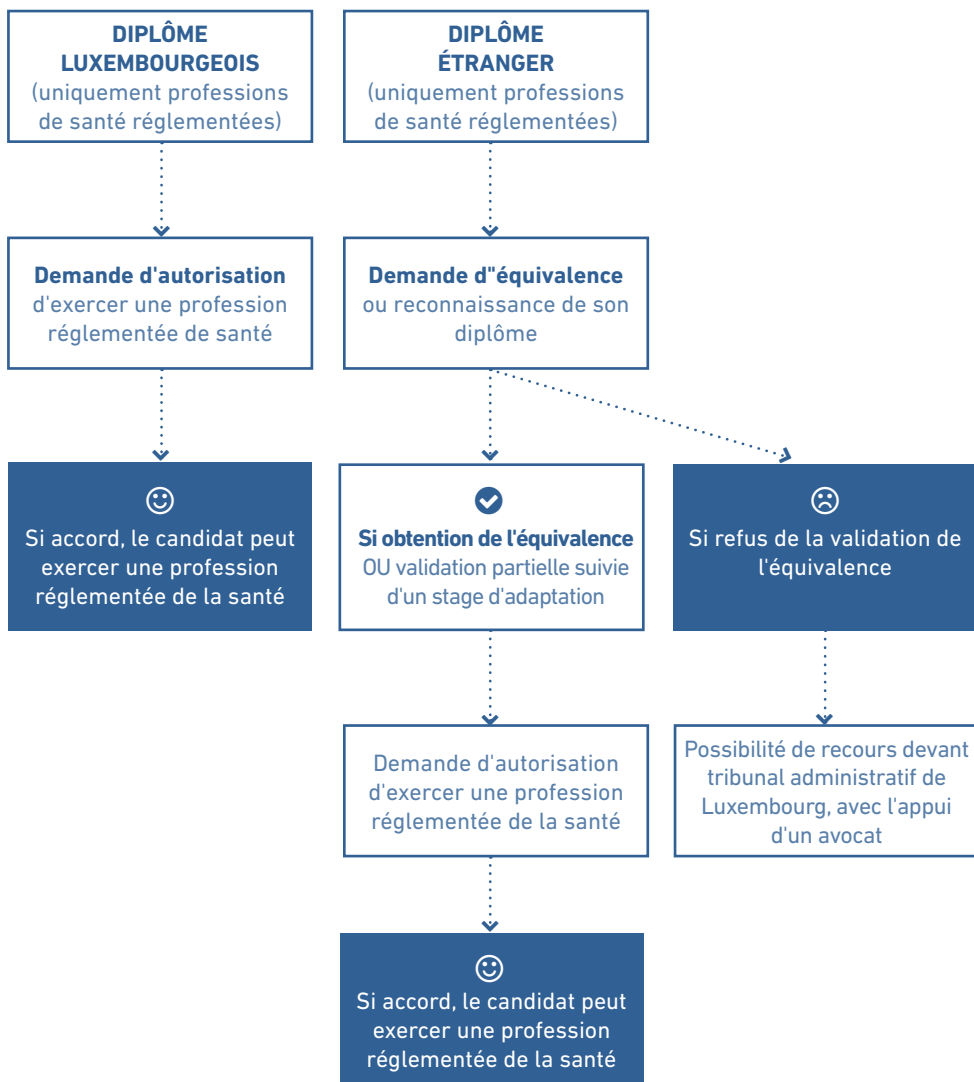 DIPLÔME
LUXEMBOURGEOIS
(uniquement professions
de santé réglementées)
DIPLÔME
ÉTRANGER
(uniquement professions
de santé réglementées)
Demande d'autorisation
d'exercer une profession
réglementée de santé
Demande d"équivalence
ou reconnaissance de son
diplôme
Si accord, le candidat peut
exercer une profession
réglementée de la santé
Si obtention de l'équivalence
OU validation partielle suivie
d'un stage d'adaptation
Si refus de la validation de
l'équivalence
Demande d'autorisation
d'exercer une profession
réglementée de la santé
Possibilité de recours devant
tribunal administratif de
Luxembourg, avec l'appui
d'un avocat
Si accord, le candidat peut
exercer une profession
réglementée de la santé